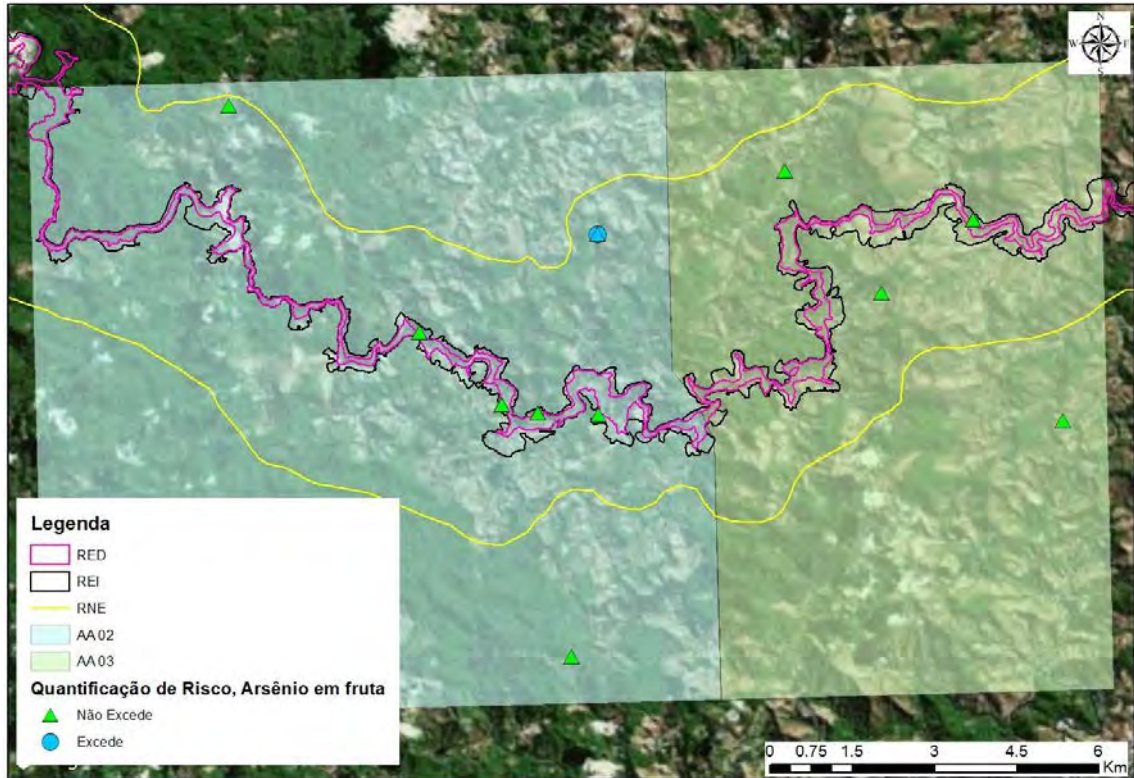 N
W
E
S
Legenda
RED
REI
RNE
AA 02
AA 03
Quantificação de Risco, Arsênio em fruta
Não Excede
Excede
0 0.75 1.5 3 4.5 6
Km